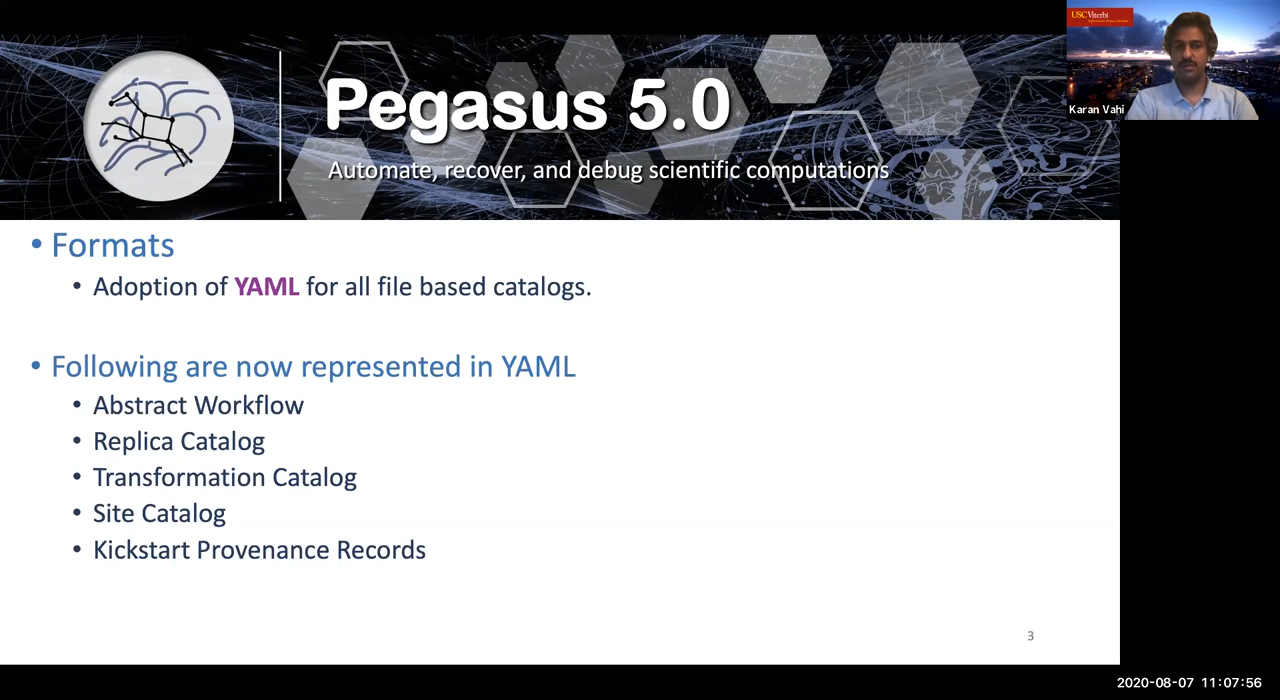 USC Viterbi
Karan Vahi
Pegasus 5.0
Automate, recover, and debug scientific computations
• Formats
• Adoption of YAML for all file based catalogs.
• Following are now represented in YAML
• Abstract Workflow
• Replica Catalog
• Transformation Catalog
• Site Catalog
• Kickstart Provenance Records
3
2020-08-07 11:07:56